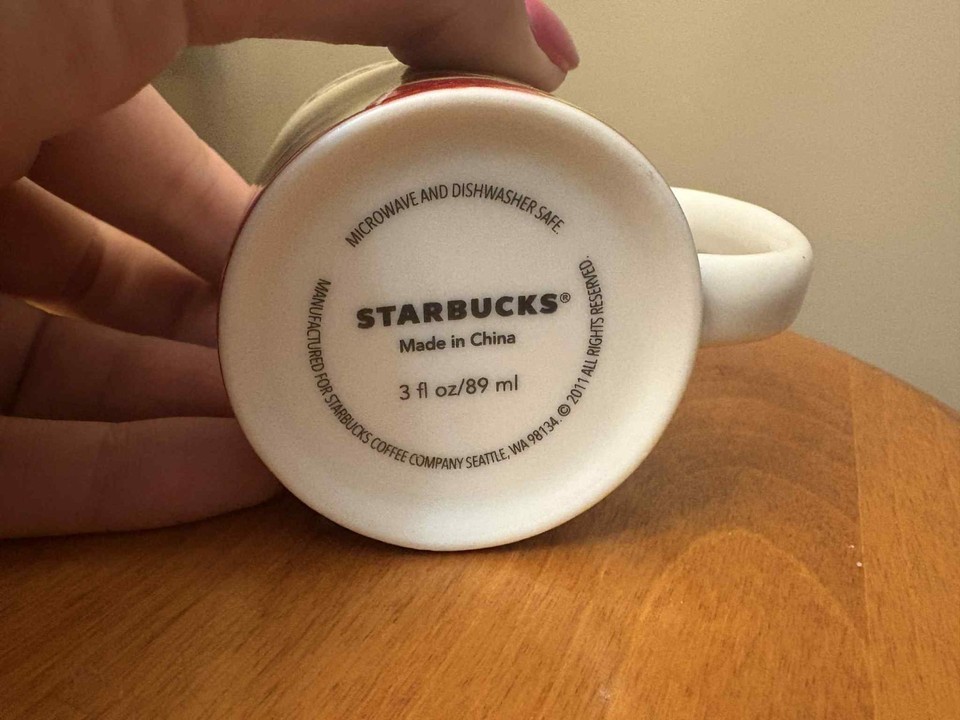 MICROWAVE AND DISHWASHER SAFE.
STARBUCKS®
Made in China
3 fl oz/89 ml
MANUFACTURED FOR STARBUCKS COFFEE COMPANY SEATTLE, WA 98134. © 2011 ALL RIGHTS RESERVED.